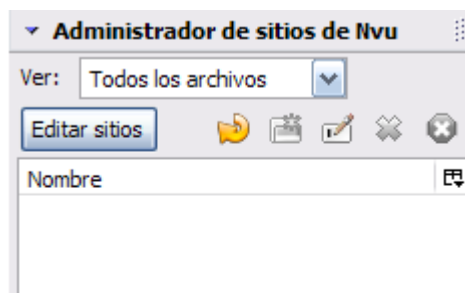 Administrador de sitios de Nvu
Ver: Todos los archivos
Editar sitios
Nombre